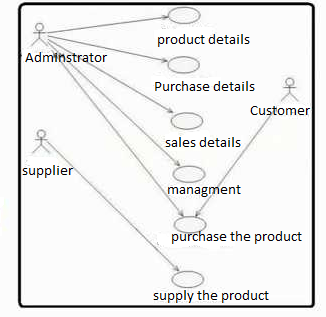 product details
Adminstrator
Purchase details
Customer
sales details
supplier
managment
purchase the product
supply the product